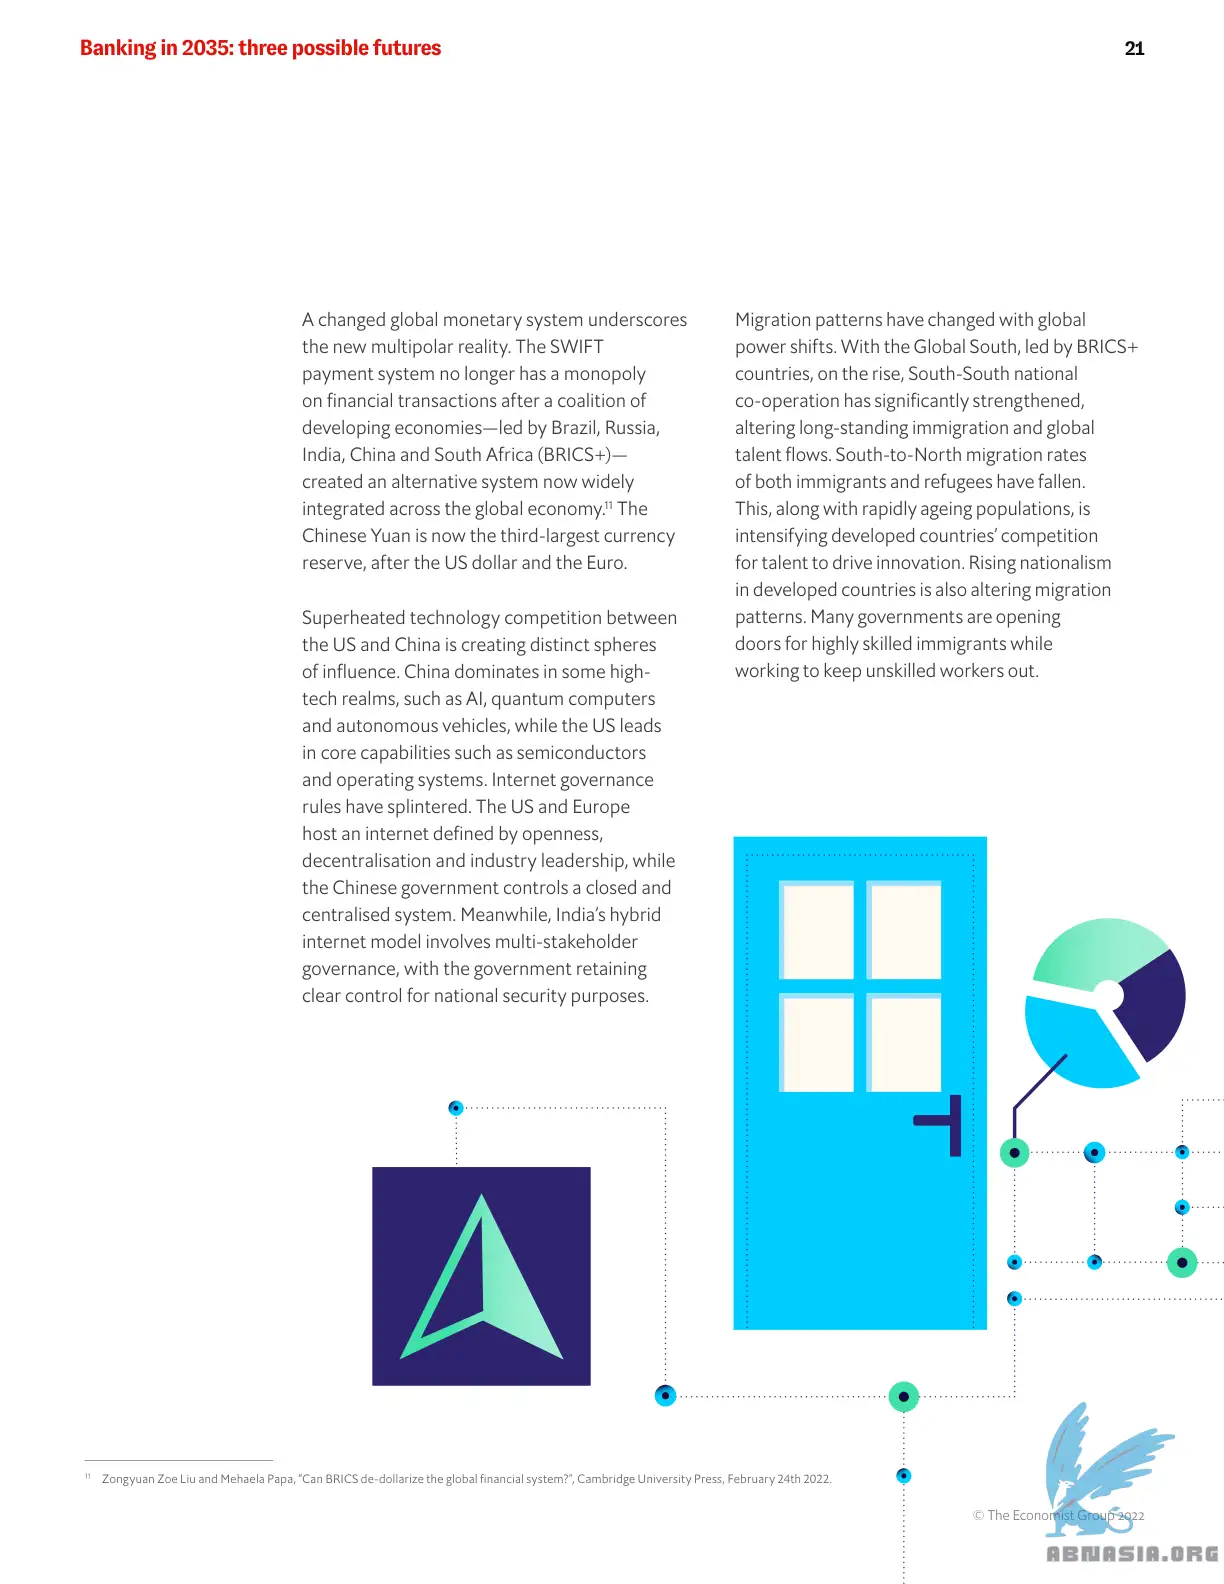 Banking in 2035: three possible futures
21
A changed global monetary system underscores
the new multipolar reality. The SWIFT
payment system no longer has a monopoly
on financial transactions after a coalition of
developing economies—led by Brazil, Russia,
India, China and South Africa (BRICS+)—
created an alternative system now widely
integrated across the global economy.¹¹ The
Chinese Yuan is now the third-largest currency
reserve, after the US dollar and the Euro.
Superheated technology competition between
the US and China is creating distinct spheres
of influence. China dominates in some high-
tech realms, such as AI, quantum computers
and autonomous vehicles, while the US leads
in core capabilities such as semiconductors
and operating systems. Internet governance
rules have splintered. The US and Europe
host an internet defined by openness,
decentralisation and industry leadership, while
the Chinese government controls a closed and
centralised system. Meanwhile, India’s hybrid
internet model involves multi-stakeholder
governance, with the government retaining
clear control for national security purposes.
Migration patterns have changed with global
power shifts. With the Global South, led by BRICS+
countries, on the rise, South-South national
co-operation has significantly strengthened,
altering long-standing immigration and global
talent flows. South-to-North migration rates
of both immigrants and refugees have fallen.
This, along with rapidly ageing populations, is
intensifying developed countries’ competition
for talent to drive innovation. Rising nationalism
in developed countries is also altering migration
patterns. Many governments are opening
doors for highly skilled immigrants while
working to keep unskilled workers out.
¹¹ Zongyuan Zoe Liu and Mehaela Papa, “Can BRICS de-dollarize the global financial system?”, Cambridge University Press, February 24th 2022.
© The Economist Group 2022
ABNASIA.ORG